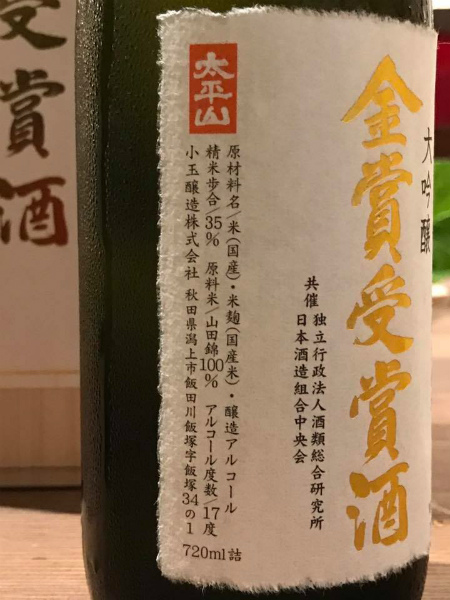 大吟醸
金賞受賞酒
共催 独立行政法人酒類総合研究所
日本酒造組合中央会
太平山
原材料名/米(国産)・米麹(国産米)・醸造アルコール
精米歩合/35% 原料米/山田錦100% アルコール度数/17度
小玉醸造株式会社 秋田県潟上市飯田川飯塚字飯塚34の1
720ml詰
受賞酒